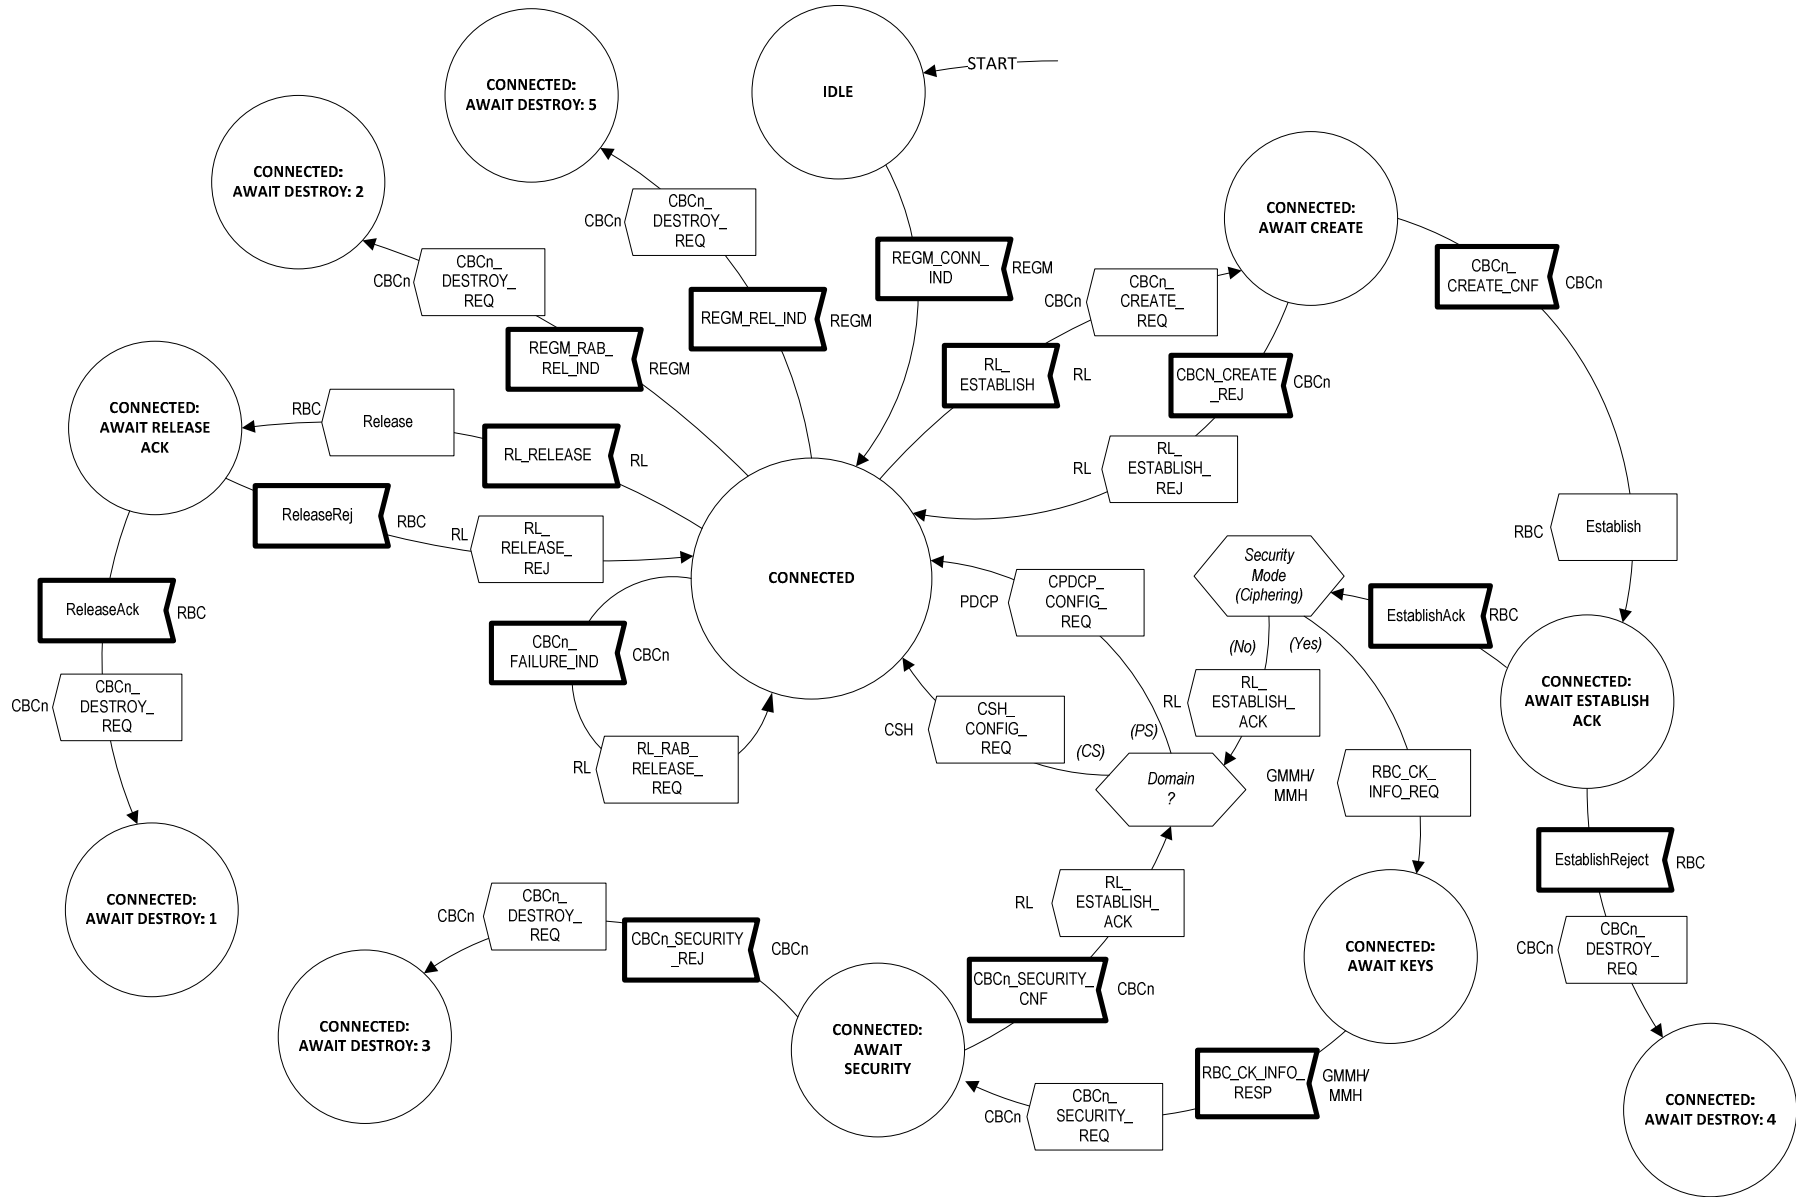 START
IDLE
CONNECTED:
AWAIT DESTROY: 5
CONNECTED:
AWAIT DESTROY: 2
CBCn_
DESTROY_
REQ
CBCn
CBCn_
DESTROY_
REQ
CBCn
REGM_CONN_
IND
REGM
CONNECTED:
AWAIT CREATE
CBCn_
CREATE_CNF
CBCn
CBCn_
CREATE_
REQ
CBCn
REGM_REL_IND
REGM
REGM_RAB_
REL_IND
REGM
RL_
ESTABLISH
RL
CBCN_CREATE
_REJ
CBCn
CONNECTED:
AWAIT RELEASE
ACK
RBC
Release
RL_RELEASE
RL
RL_
ESTABLISH_
REJ
RL
ReleaseRej
RBC
RL_
RELEASE_
REJ
RL
Establish
RBC
CONNECTED
Security
Mode
(Ciphering)
EstablishAck
RBC
CPDCP_
CONFIG_
REQ
PDCP
(No)
(Yes)
ReleaseAck
RBC
CBCn_
FAILURE_IND
CBCn
CBCn_
DESTROY_
REQ
CBCn
RL_
ESTABLISH_
ACK
RL
CONNECTED:
AWAIT ESTABLISH
ACK
CSH_
CONFIG_
REQ
CSH
(PS)
(CS)
RL_RAB_
RELEASE_
REQ
RL
Domain
?
GMMH/
MMH
RBC_CK_
INFO_REQ
EstablishReject
RBC
CONNECTED:
AWAIT DESTROY: 1
CBCn_
DESTROY_
REQ
CBCn
CBCn_SECURITY
_REJ
CBCn
RL_
ESTABLISH_
ACK
RL
CBCn_
DESTROY_
REQ
CBCn
CONNECTED:
AWAIT KEYS
CBCn_SECURITY_
CNF
CBCn
CONNECTED:
AWAIT DESTROY: 3
CONNECTED:
AWAIT
SECURITY
RBC_CK_INFO_
RESP
GMMH/
MMH
CBCn_
SECURITY_
REQ
CBCn
CONNECTED:
AWAIT DESTROY: 4